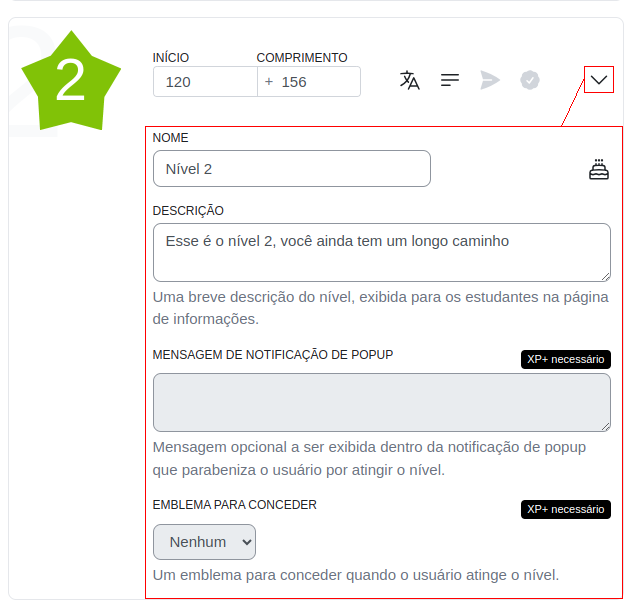 2
INÍCIO
COMPRIMENTO
120
+ 156
NOME
Nível 2
DESCRIÇÃO
Esse é o nível 2, você ainda tem um longo caminho
Uma breve descrição do nível, exibida para os estudantes na página
de informações.
MENSAGEM DE NOTIFICAÇÃO DE POPUP
XP+ necessário
Mensagem opcional a ser exibida dentro da notificação de popup
que parabeniza o usuário por atingir o nível.
EMBLEMA PARA CONCEDER
XP+ necessário
Nenhum
Um emblema para conceder quando o usuário atinge o nível.